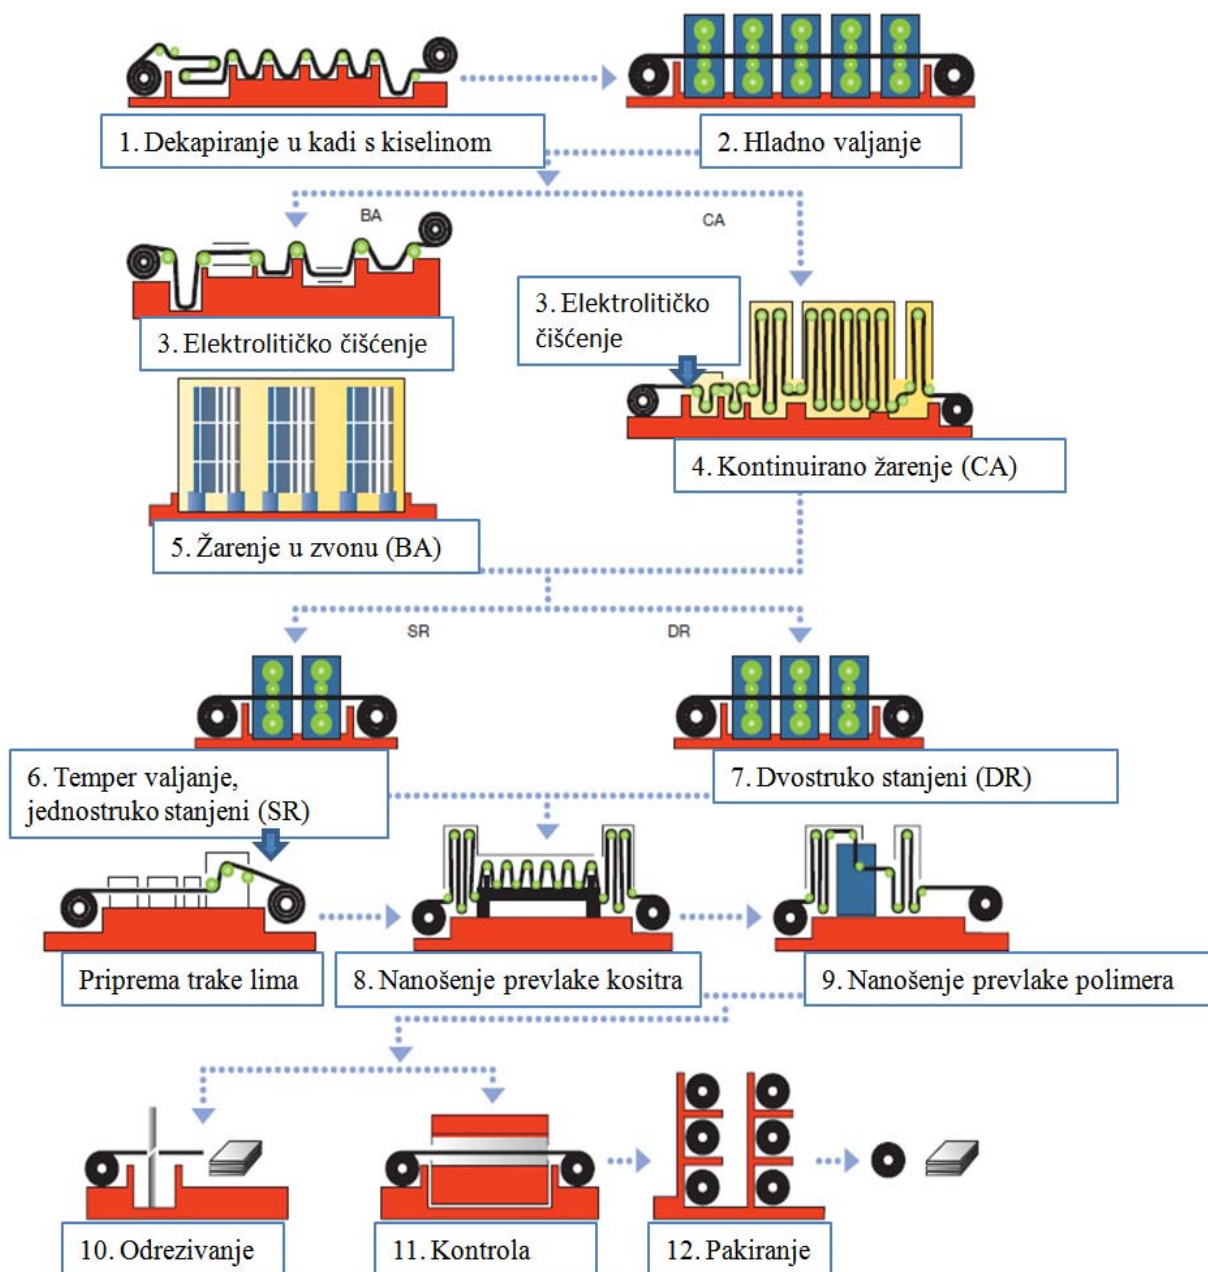 1. Dekapiranje u kadi s kiselinom
2. Hladno valjanje
BA
CA
3. Elektrolitičko čišćenje
3. Elektrolitičko
čišćenje
4. Kontinuirano žarenje (CA)
5. Žarenje u zvonu (BA)
SR
DR
6. Temper valjanje,
jednostruko stanjeni (SR)
7. Dvostruko stanjeni (DR)
Priprema trake lima
8. Nanošenje prevlake kositra
9. Nanošenje prevlake polimera
10. Odrezivanje
11. Kontrola
12. Pakiranje